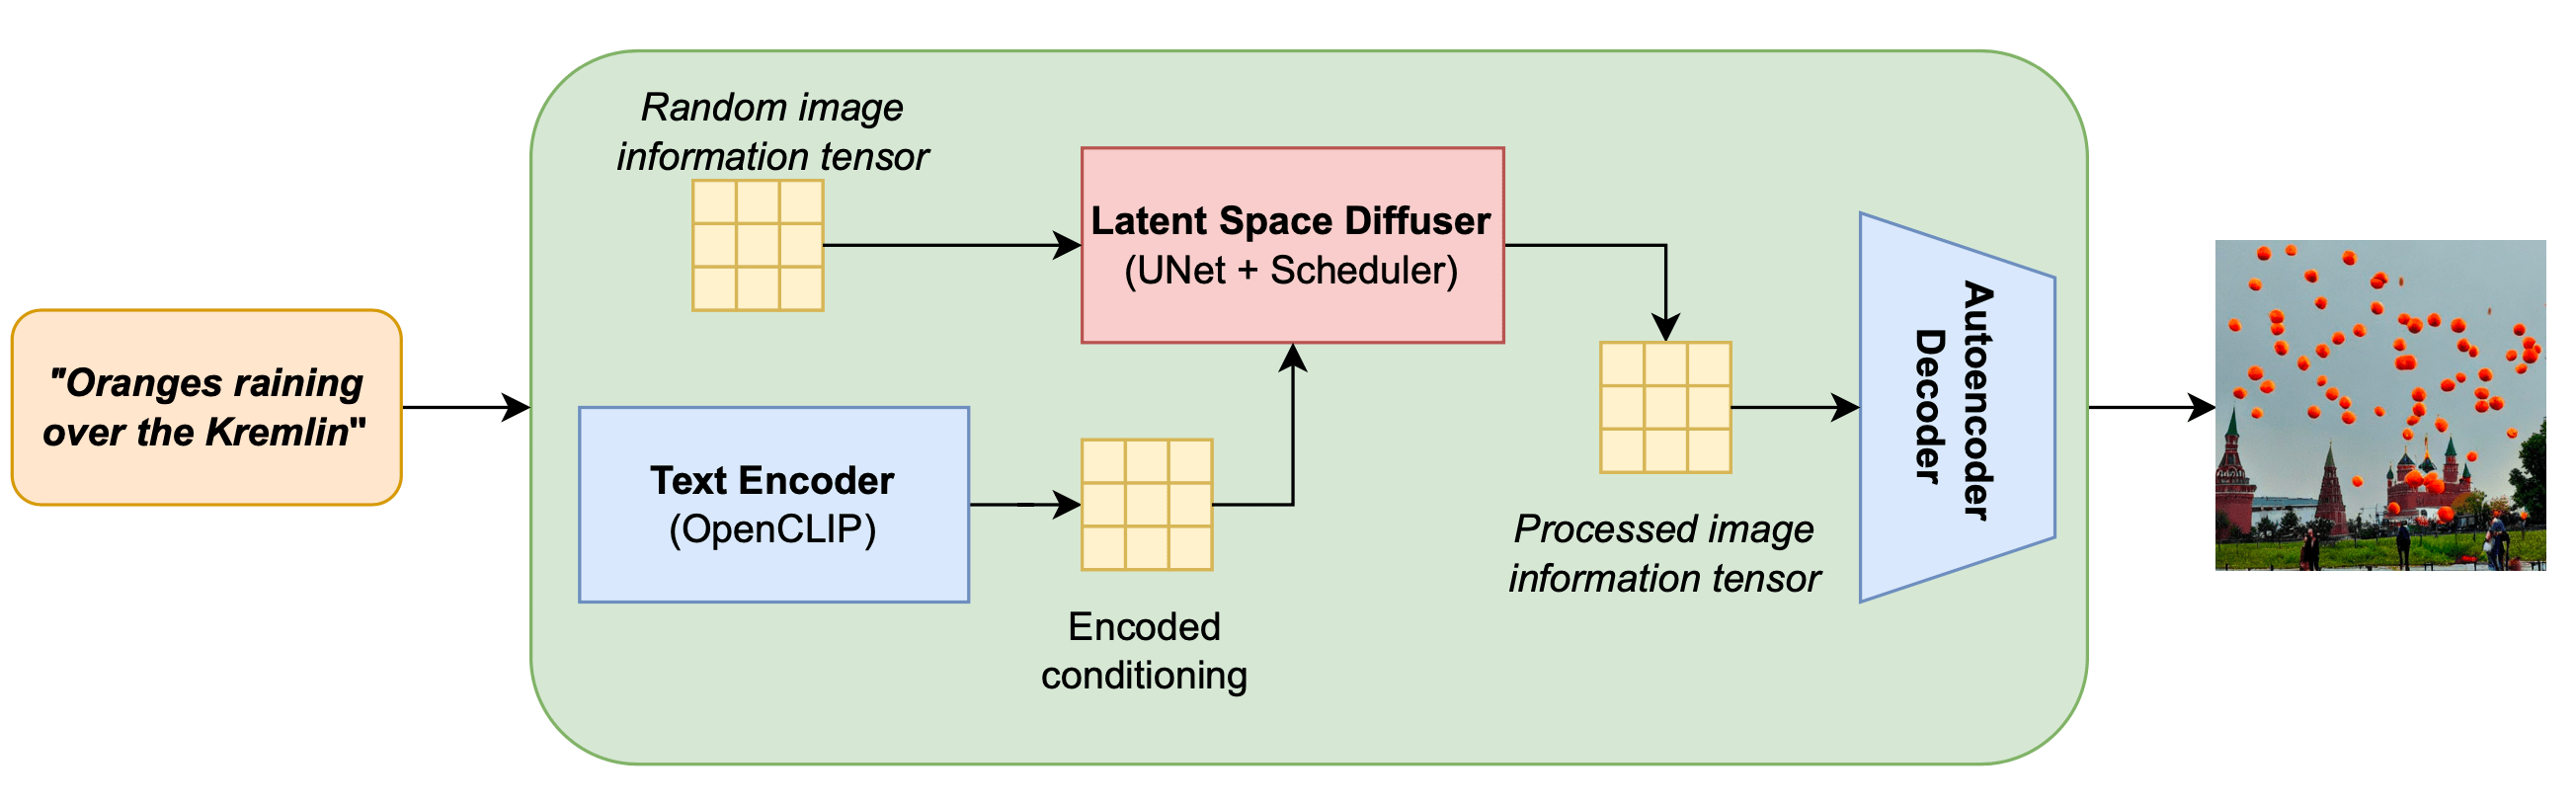 "Oranges raining
over the Kremlin"
Random image
information tensor
Latent Space Diffuser
(UNet + Scheduler)
Text Encoder
(OpenCLIP)
Encoded
conditioning
Processed image
information tensor
Autoencoder
Decoder